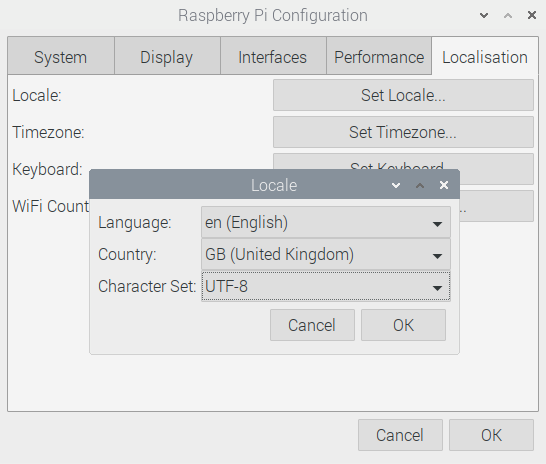 Raspberry Pi Configuration
System Display Interfaces Performance Localisation
Locale: Set Locale...
Timezone: Set Timezone...
Keyboard: Set Keyboard
WiFi Count ...
Locale
Language: en (English)
Country: GB (United Kingdom)
Character Set: UTF-8
Cancel OK
Cancel OK